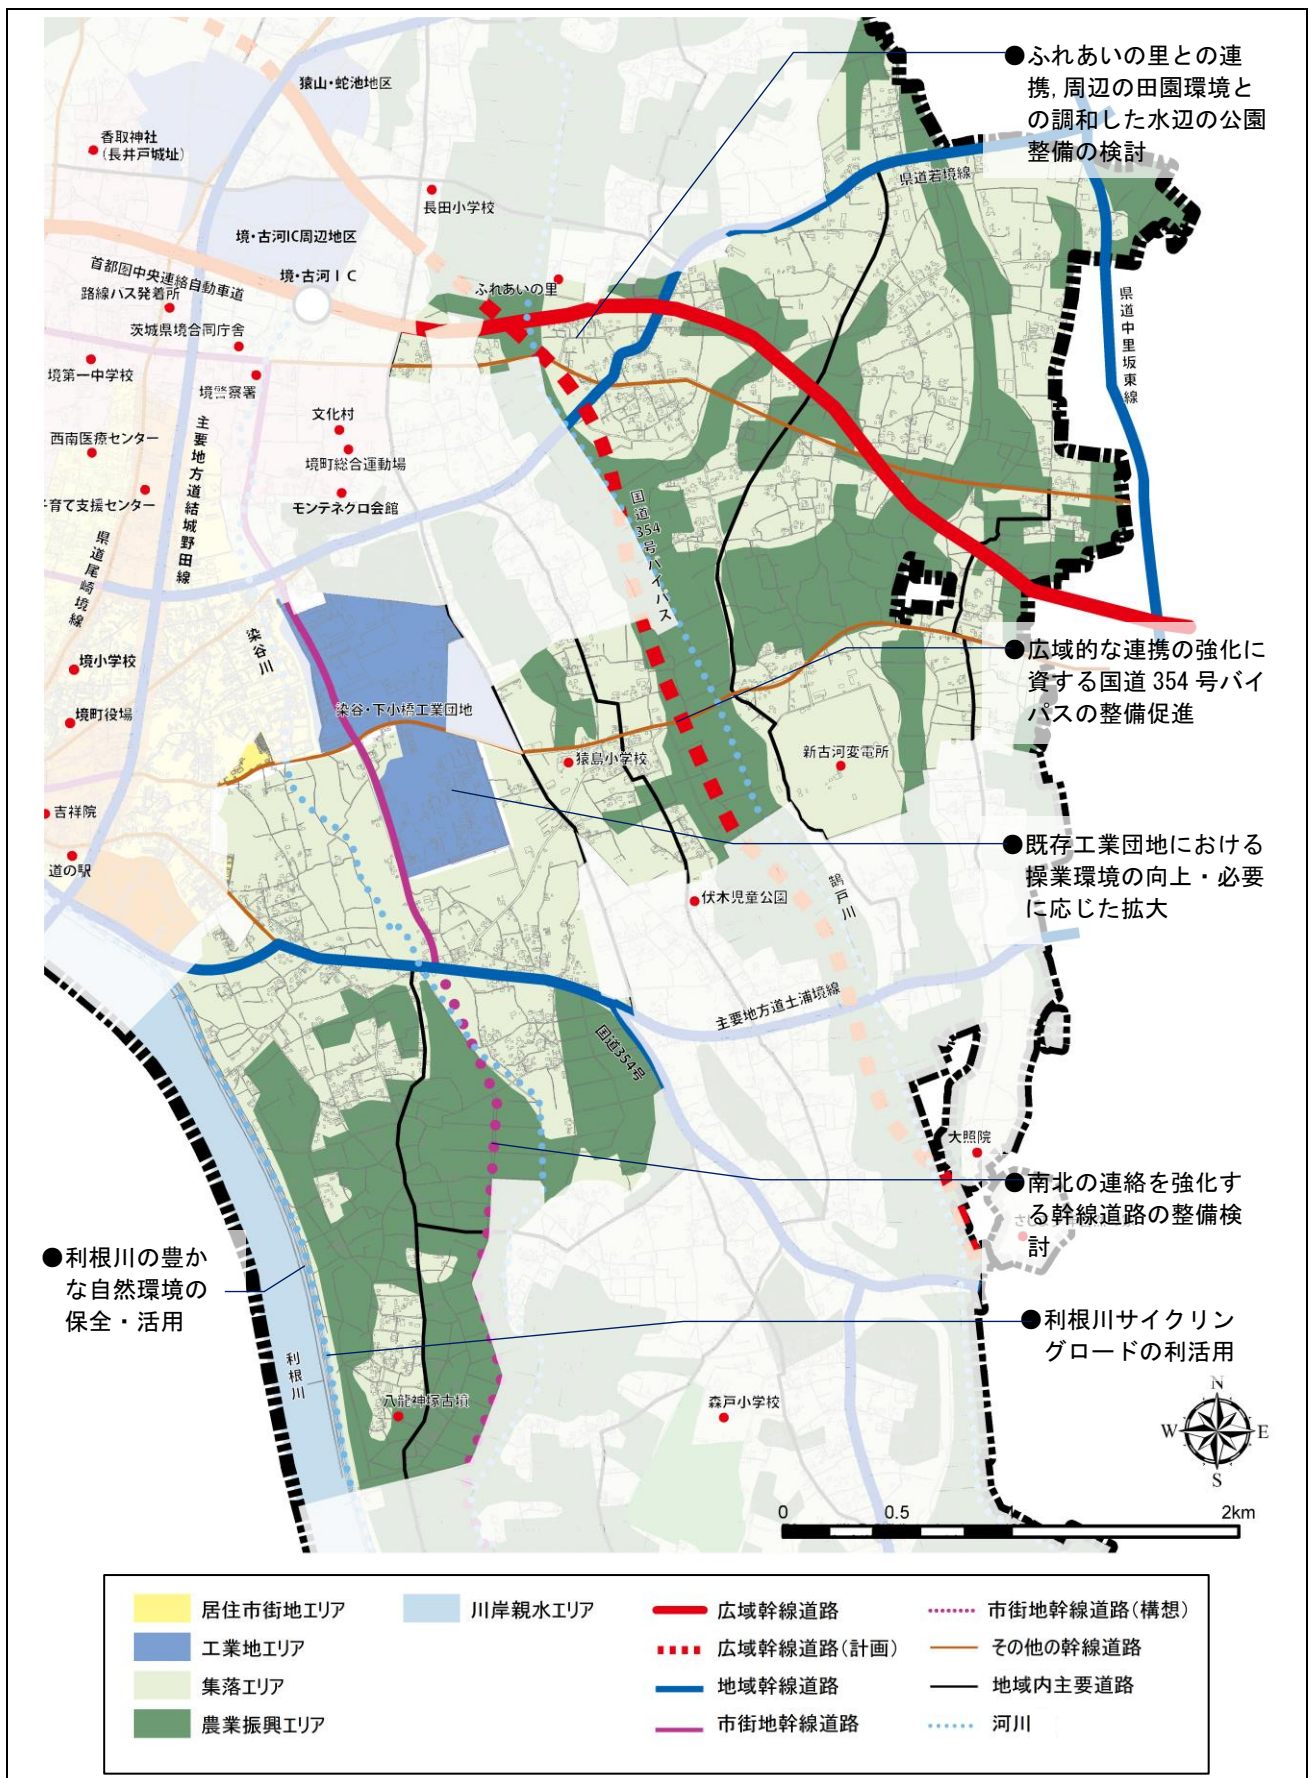 ●ふれあいの里との連
携,周辺の田園環境と
の調和した水辺の公園
整備の検討
猿山・蛇池地区
香取神社
(長井戸城址)
県道若境線
長田小学校
境・古河IC周辺地区
首都圏中央連絡自動車道
境・古河IC
路線バス発着所
ふれあいの里
県道中里坂東線
茨城県境合同庁舎
境第一中学校
境警察署
主要地方道結城野田線
文化村
西南医療センター
境町総合運動場
子育て支援センター
モンテネグロ会館
国道354号バイパス
県道尾崎境線
染谷川
境小学校
●広域的な連携の強化に
資する国道354号バイ
パスの整備促進
境町役場
染谷・下小橋工業団地
猿島小学校
新古河変電所
吉祥院
道の駅
●既存工業団地における
操業環境の向上・必要
に応じた拡大
伏木児童公園
鵠戸川
主要地方道土浦境線
国道354号
大照院
●南北の連絡を強化す
る幹線道路の整備検
討
●利根川の豊か
な自然環境の
保全・活用
●利根川サイクリン
グロードの利活用
利根川
八龍神塚古墳
森戸小学校
N
W E
S
0 0.5 2km
居住市街地エリア
工業地エリア
集落エリア
農業振興エリア
川岸親水エリア
広域幹線道路
広域幹線道路(計画)
地域幹線道路
市街地幹線道路
市街地幹線道路(構想)
その他の幹線道路
地域内主要道路
河川